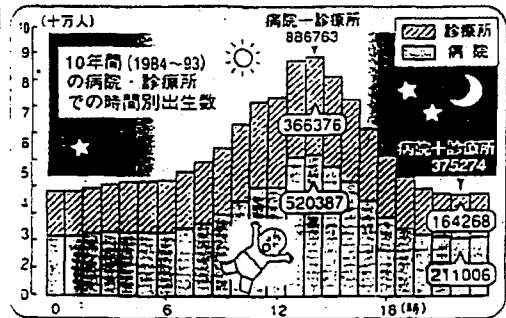 (十万人)
病院+診療所
886763
診療所
病院
10年間(1984〜93)
の病院・診療所
での時間別出生数
366376
520387
病院+診療所
375274
164268
211006
9
8
7
6
5
4
3
2
1
0
0 6 12 18 (時)